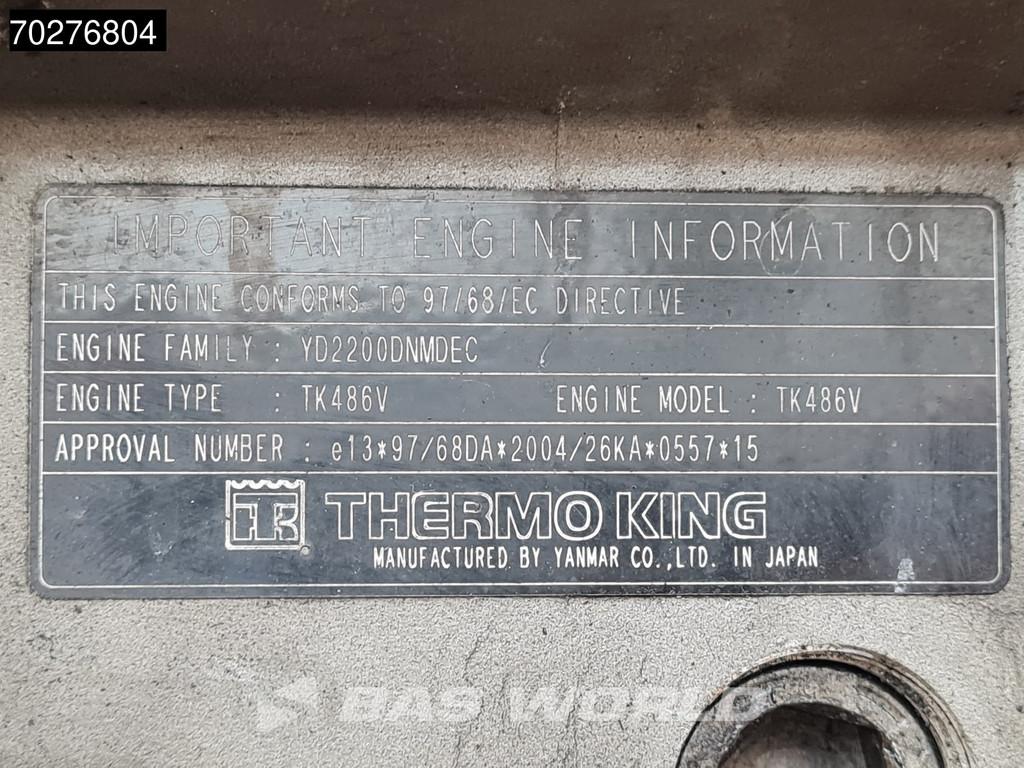 70276804
IMPORTANT ENGINE INFORMATION
THIS ENGINE CONFORMS TO 97/68/EC DIRECTIVE
ENGINE FAMILY : YD2200DNMDEC
ENGINE TYPE : TK486V ENGINE MODEL : TK486V
APPROVAL NUMBER : e13*97/68DA*2004/26KA*0557*15
TK THERMO KING
MANUFACTURED BY YANMAR CO.,LTD. IN JAPAN
BAS WORLD